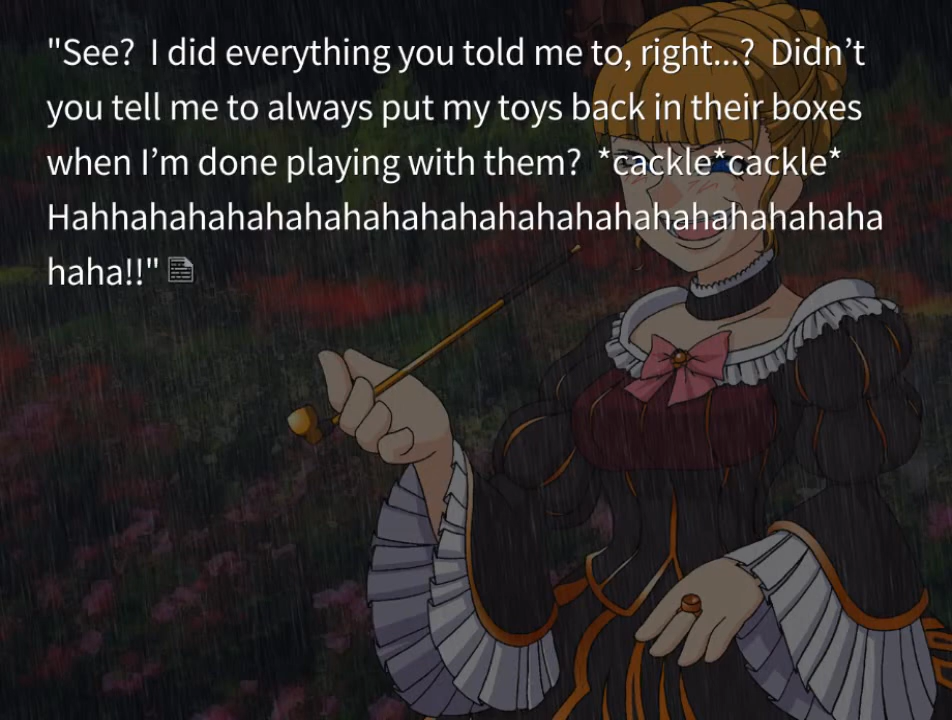 "See?  I did everything you told me to, right...?  Didn’t
you tell me to always put my toys back in their boxes
when I’m done playing with them?  *cackle*cackle*
Hahhahahahahahahahahahahahahahahahahahaha
haha!!"